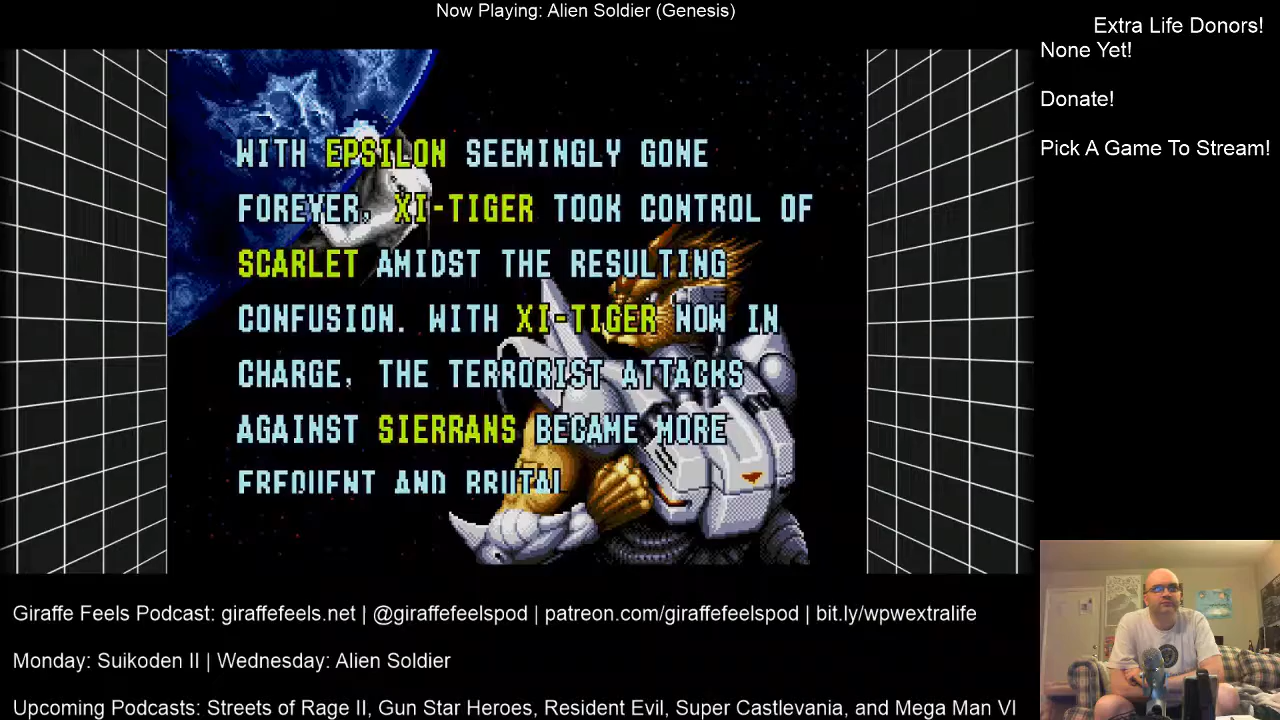 Now Playing: Alien Soldier (Genesis)
Extra Life Donors!
None Yet!
Donate!
Pick A Game To Stream!
WITH EPSILON SEEMINGLY GONE
FOREVER, XI-TIGER TOOK CONTROL OF
SCARLET AMIDST THE RESULTING
CONFUSION. WITH XI-TIGER NOW IN
CHARGE, THE TERRORIST ATTACKS
AGAINST SIERRANS BECAME MORE
FREQUENT AND BRUTAL
Giraffe Feels Podcast: giraffefeels.net | @giraffefeelspod | patreon.com/giraffefeelspod | bit.ly/wpwextralife
Monday: Suikoden II | Wednesday: Alien Soldier
Upcoming Podcasts: Streets of Rage II, Gun Star Heroes, Resident Evil, Super Castlevania, and Mega Man VI